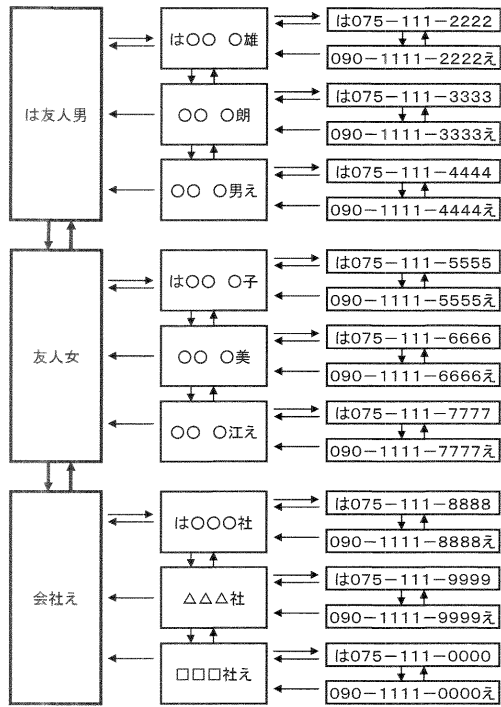 は友人男
は○○ ○雄
は075-111-2222
090-1111-2222え
○○ ○朗
は075-111-3333
090-1111-3333え
○○ ○男え
は075-111-4444
090-1111-4444え
友人女
は○○ ○子
は075-111-5555
090-1111-5555え
○○ ○美
は075-111-6666
090-1111-6666え
○○ ○江え
は075-111-7777
090-1111-7777え
会社え
は○○○社
は075-111-8888
090-1111-8888え
△△△社
は075-111-9999
090-1111-9999え
□□□社え
は075-111-0000
090-1111-0000え